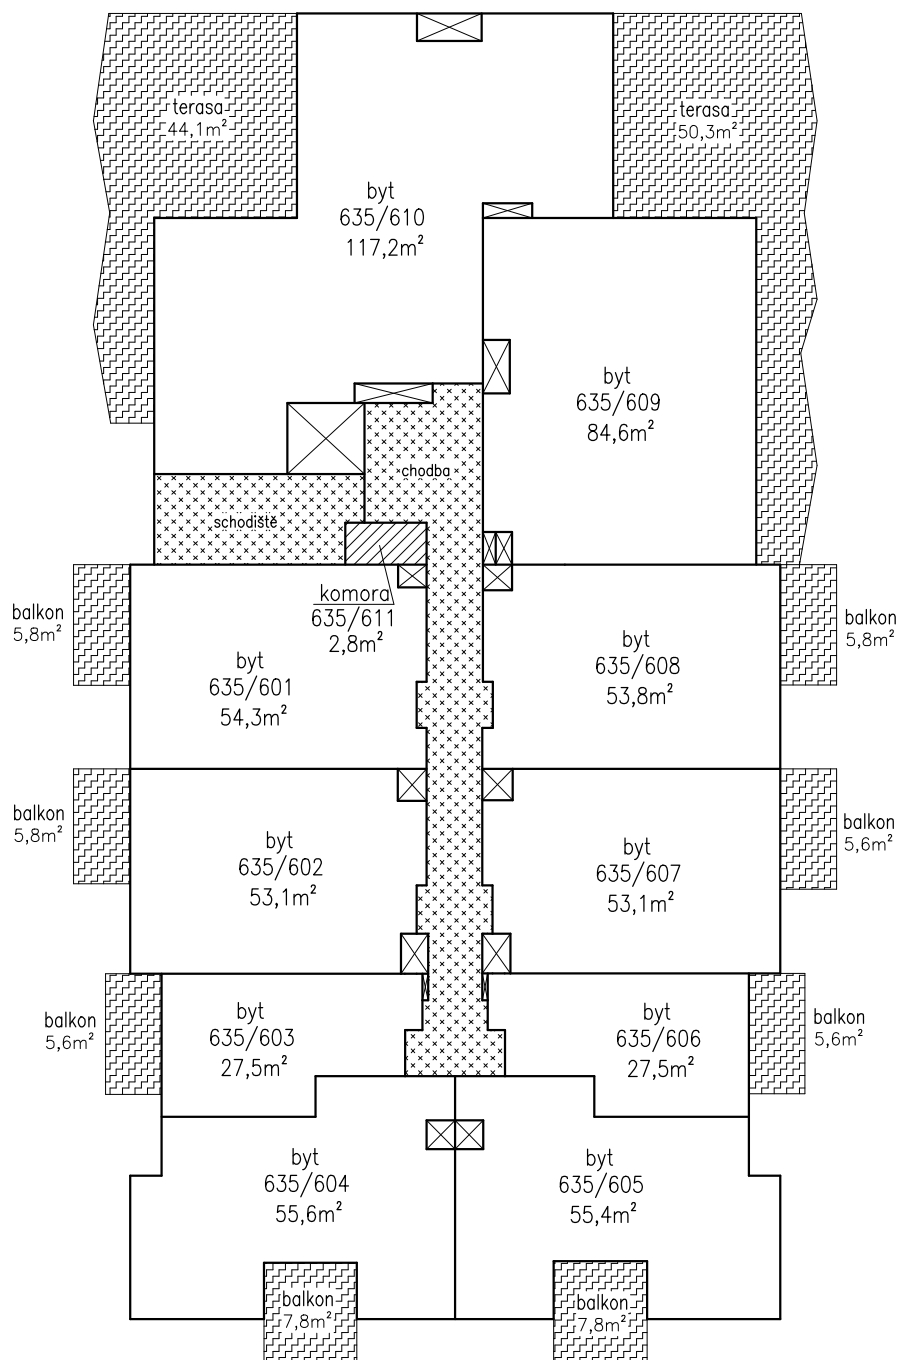 terasa
44,1m²
terasa
50,3m²
byt
635/610
117,2m²
byt
635/609
84,6m²
chodba
schodiště
komora
635/611
2,8m²
balkon
5,8m²
balkon
5,8m²
byt
635/601
54,3m²
byt
635/608
53,8m²
balkon
5,8m²
balkon
5,6m²
byt
635/602
53,1m²
byt
635/607
53,1m²
balkon
5,6m²
balkon
5,6m²
byt
635/603
27,5m²
byt
635/606
27,5m²
byt
635/604
55,6m²
byt
635/605
55,4m²
balkon
7,8m²
balkon
7,8m²